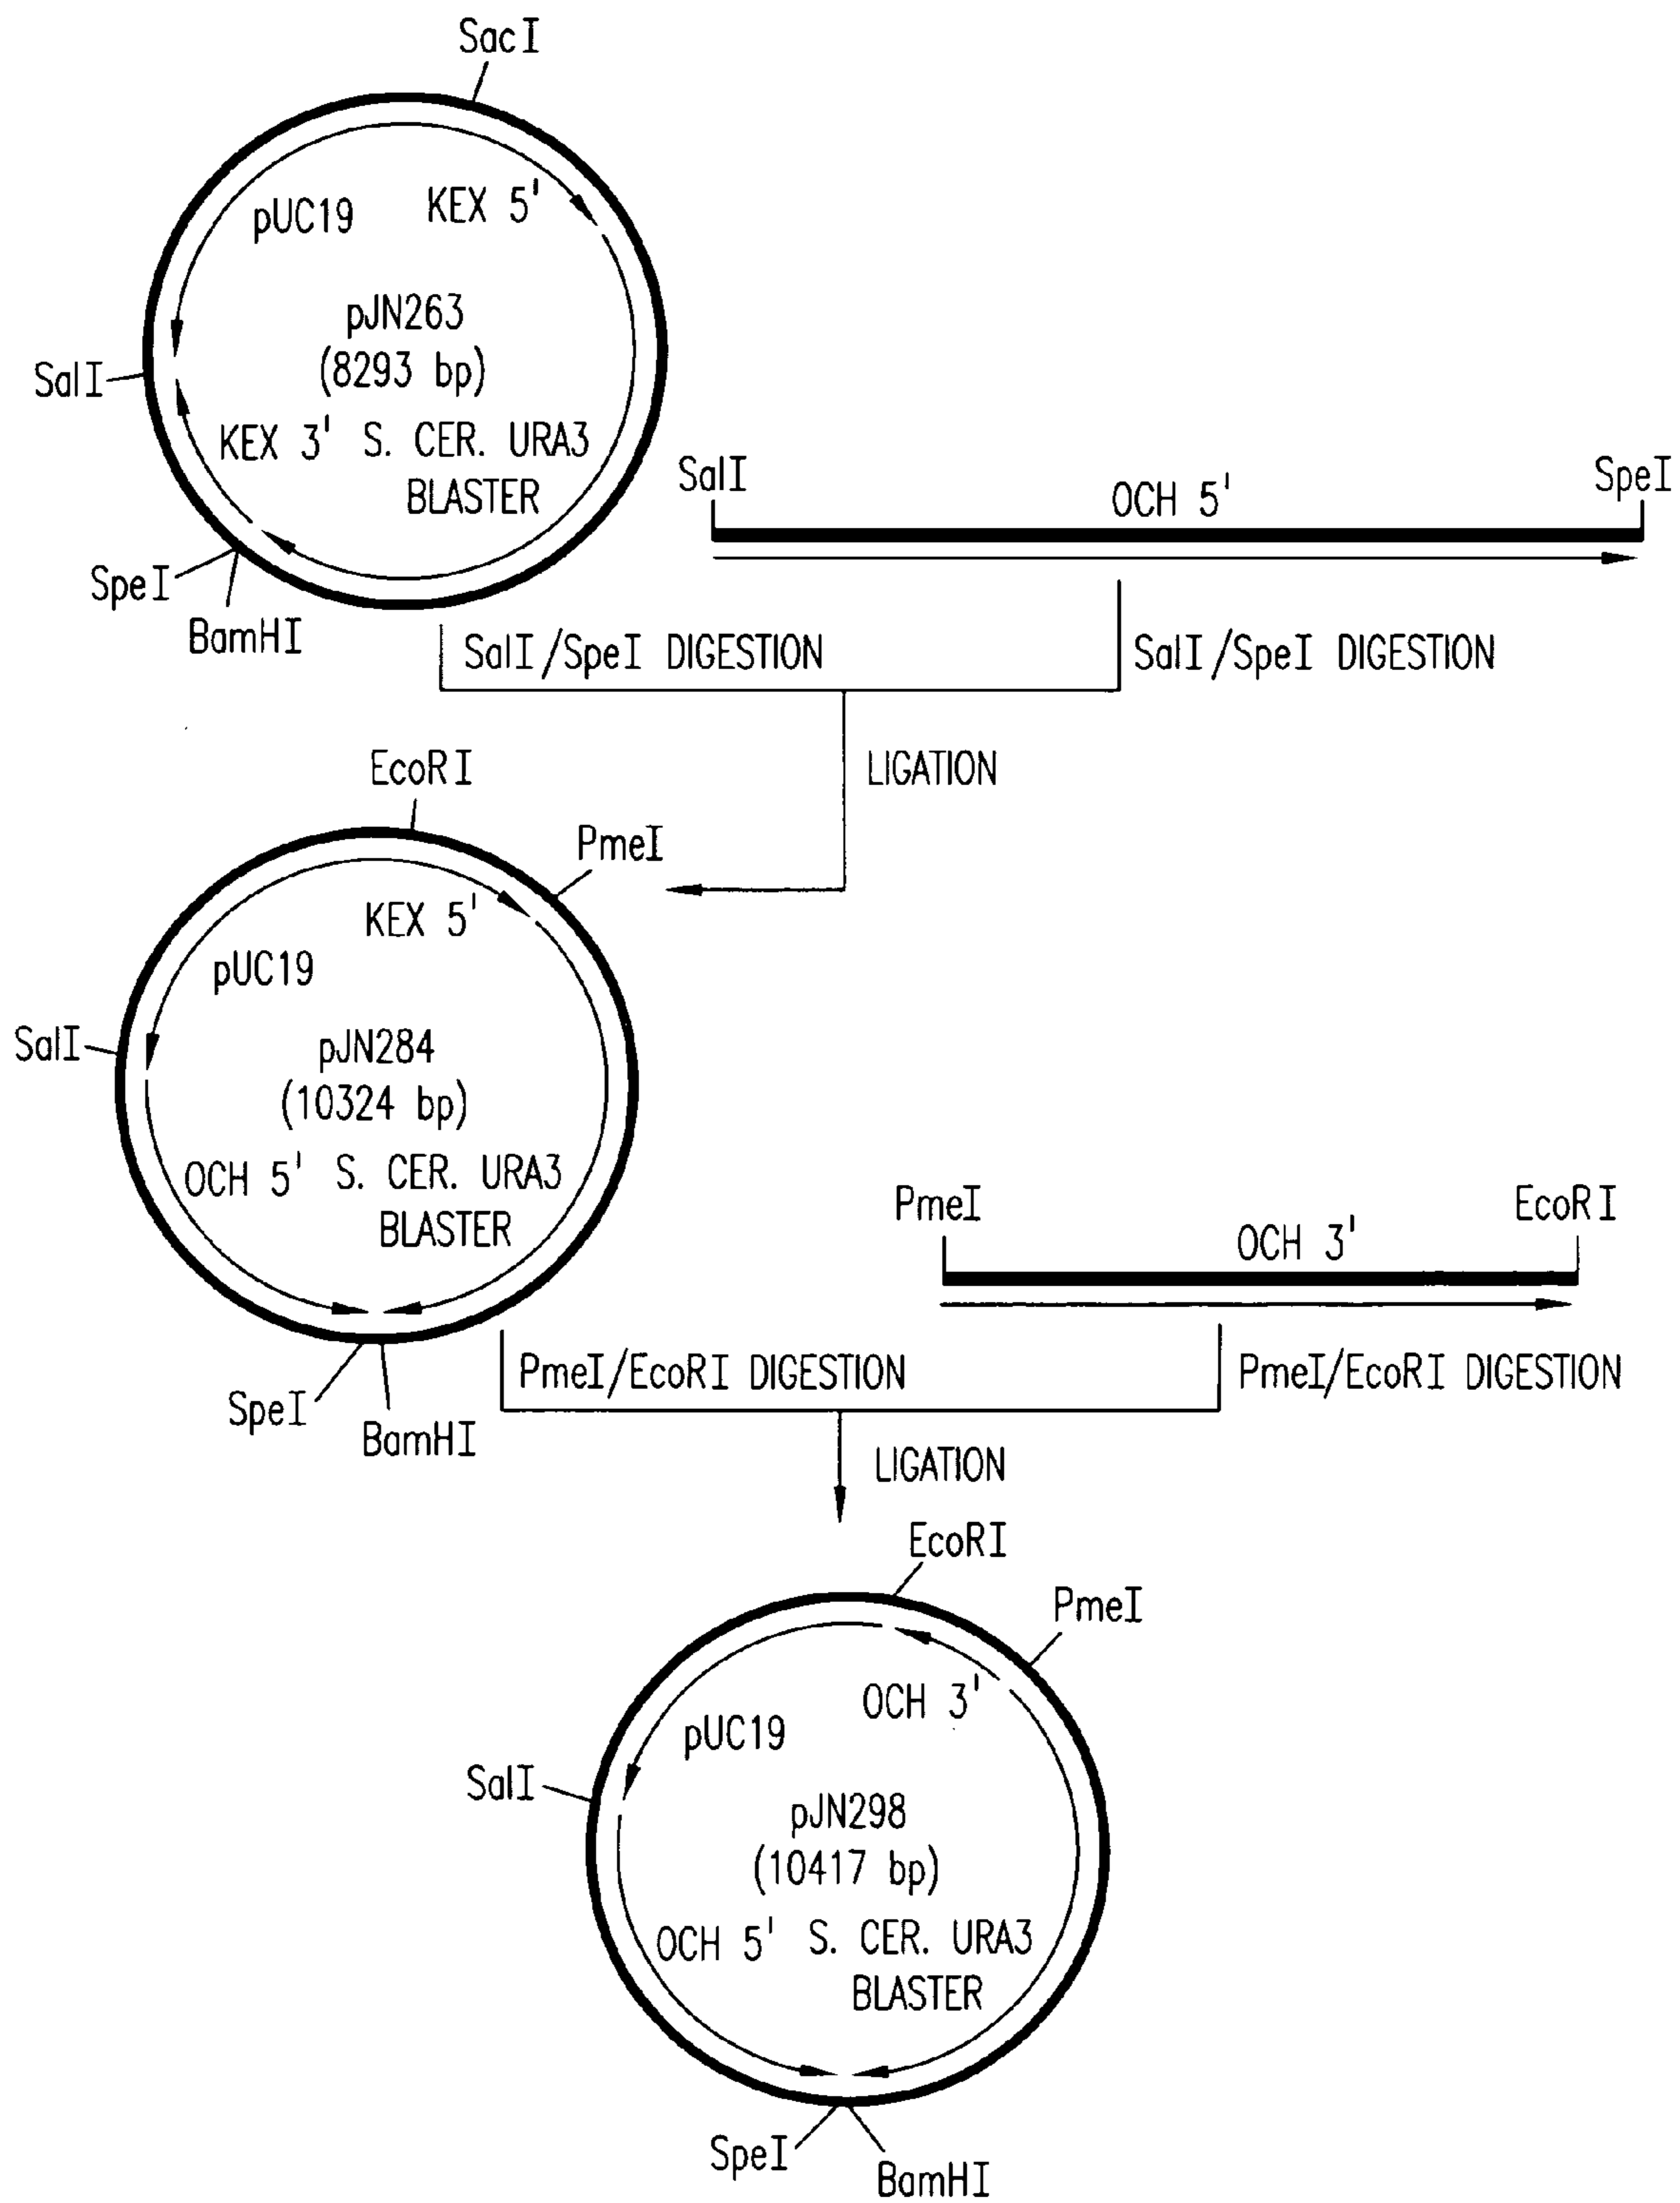 SacI
pUC19 KEX 5'
pJN263
(8293 bp)
SalI
KEX 3' S. CER. URA3
BLASTER
SpeI
BamHI
SalI OCH 5' SpeI
SalI/SpeI DIGESTION SalI/SpeI DIGESTION
LIGATION
EcoRI
PmeI
KEX 5'
pUC19
SalI
pJN284
(10324 bp)
OCH 5' S. CER. URA3
BLASTER
SpeI
BamHI
PmeI OCH 3' EcoRI
PmeI/EcoRI DIGESTION PmeI/EcoRI DIGESTION
LIGATION
EcoRI
PmeI
OCH 3'
pUC19
SalI
pJN298
(10417 bp)
OCH 5' S. CER. URA3
BLASTER
SpeI
BamHI